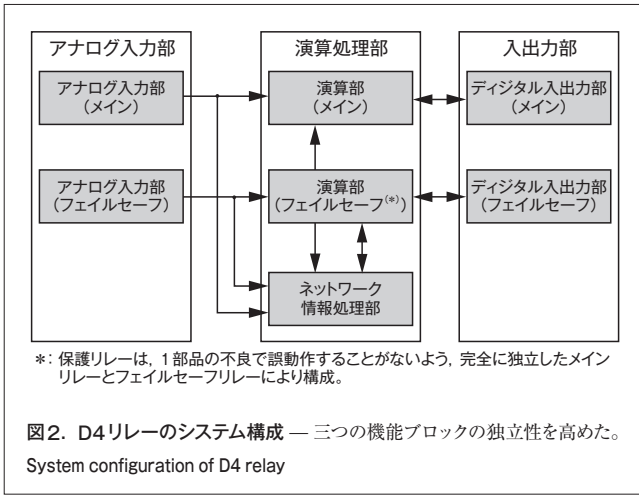 アナログ入力部
演算処理部
入出力部
アナログ入力部
（メイン）
演算部
（メイン）
ディジタル入出力部
（メイン）
アナログ入力部
（フェイルセーフ）
演算部
（フェイルセーフ(*)）
ディジタル入出力部
（フェイルセーフ）
ネットワーク
情報処理部
*：保護リレーは，1部品の不良で誤動作することがないよう，完全に独立したメイン
リレーとフェイルセーフリレーにより構成。
図2．D4リレーのシステム構成 — 三つの機能ブロックの独立性を高めた。
System configuration of D4 relay